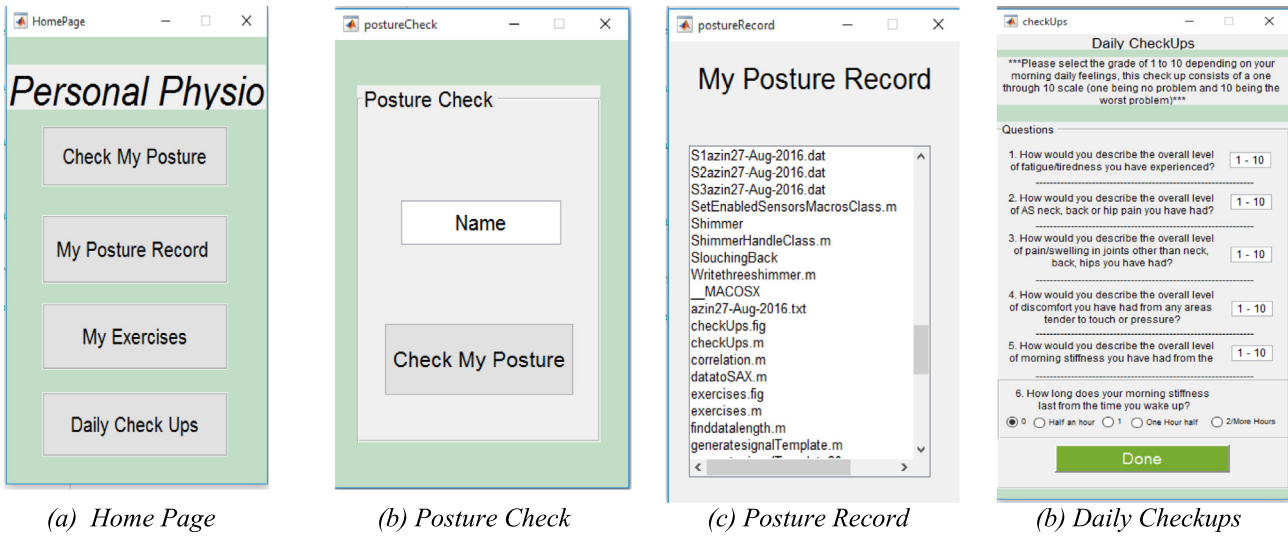 HomePage
Personal Physio
Check My Posture
My Posture Record
My Exercises
Daily Check Ups
(a) Home Page
postureCheck
Posture Check
Name
Check My Posture
(b) Posture Check
postureRecord
My Posture Record
S1azin27-Aug-2016.dat
S2azin27-Aug-2016.dat
S3azin27-Aug-2016.dat
SetEnabledSensorsMacrosClass.m
Shimmer
ShimmerHandleClass.m
SlouchingBack
Writethreeshimmer.m
__MACOSX
azin27-Aug-2016.txt
checkUps.fig
checkUps.m
correlation.m
datatoSAX.m
exercises.fig
exercises.m
finddatalength.m
generatesignalTemplate.m
(c) Posture Record
checkUps
Daily CheckUps
***Please select the grade of 1 to 10 depending on your
morning daily feelings, this check up consists of a one
through 10 scale (one being no problem and 10 being the
worst problem)***
Questions
1. How would you describe the overall level
of fatigue/tiredness you have experienced?
1 - 10
2. How would you describe the overall level
of AS neck, back or hip pain you have had?
1 - 10
3. How would you describe the overall level
of pain/swelling in joints other than neck,
back, hips you have had?
1 - 10
4. How would you describe the overall level
of discomfort you have had from any areas
tender to touch or pressure?
1 - 10
5. How would you describe the overall level
of morning stiffness you have had from the
1 - 10
6. How long does your morning stiffness
last from the time you wake up?
0 Half an hour 1 One Hour half 2/More Hours
Done
(b) Daily Checkups